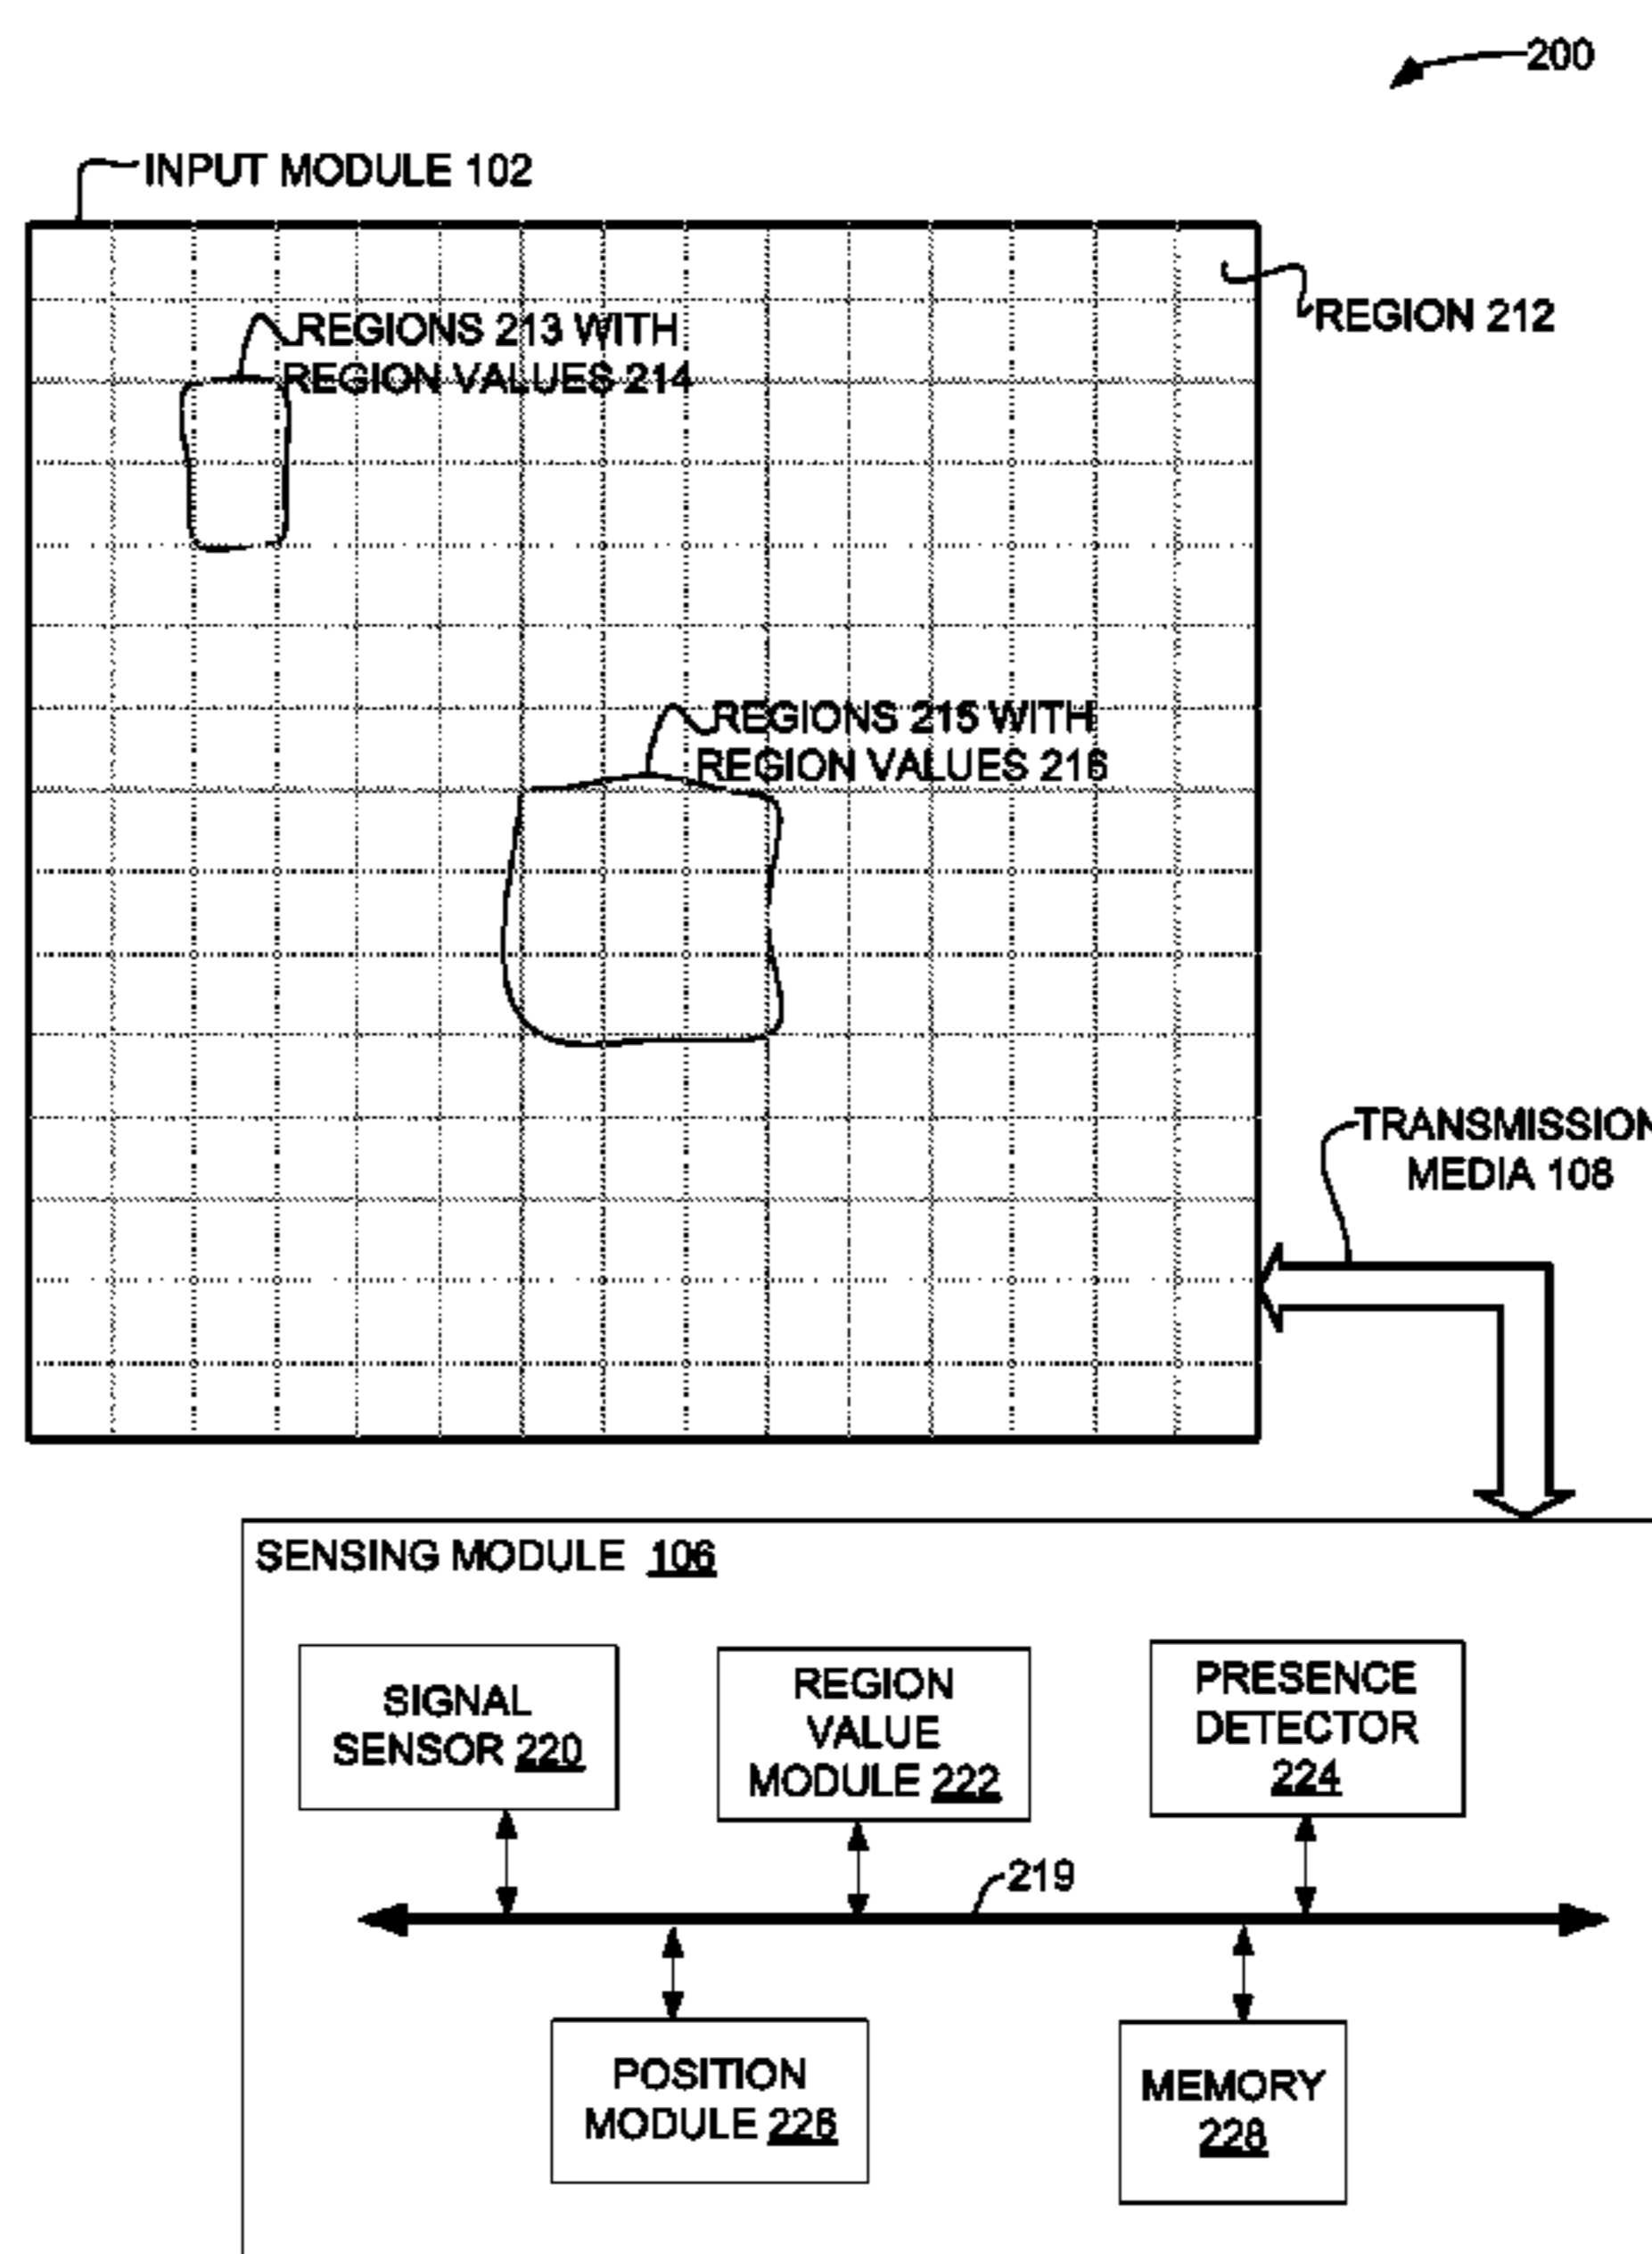 200
INPUT MODULE 102
REGION 212
REGIONS 213 WITH
REGION VALUES 214
REGIONS 215 WITH
REGION VALUES 216
TRANSMISSION
MEDIA 108
SENSING MODULE 106
SIGNAL
SENSOR 220
REGION
VALUE
MODULE 222
PRESENCE
DETECTOR
224
219
POSITION
MODULE 226
MEMORY
228